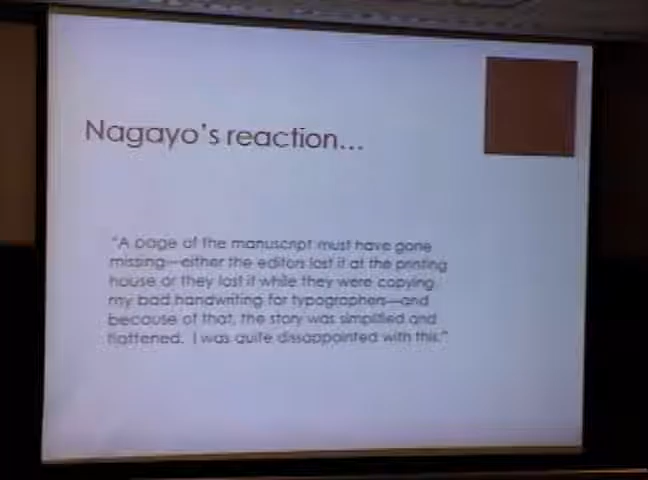 Nagayo's reaction...
"A page of the manuscript must have gone
missing—either the editors lost it at the printing
house or they lost it while they were copying
my bad handwriting for typographers—and
because of that, the story was simplified and
flattened. I was quite dissappointed with this."